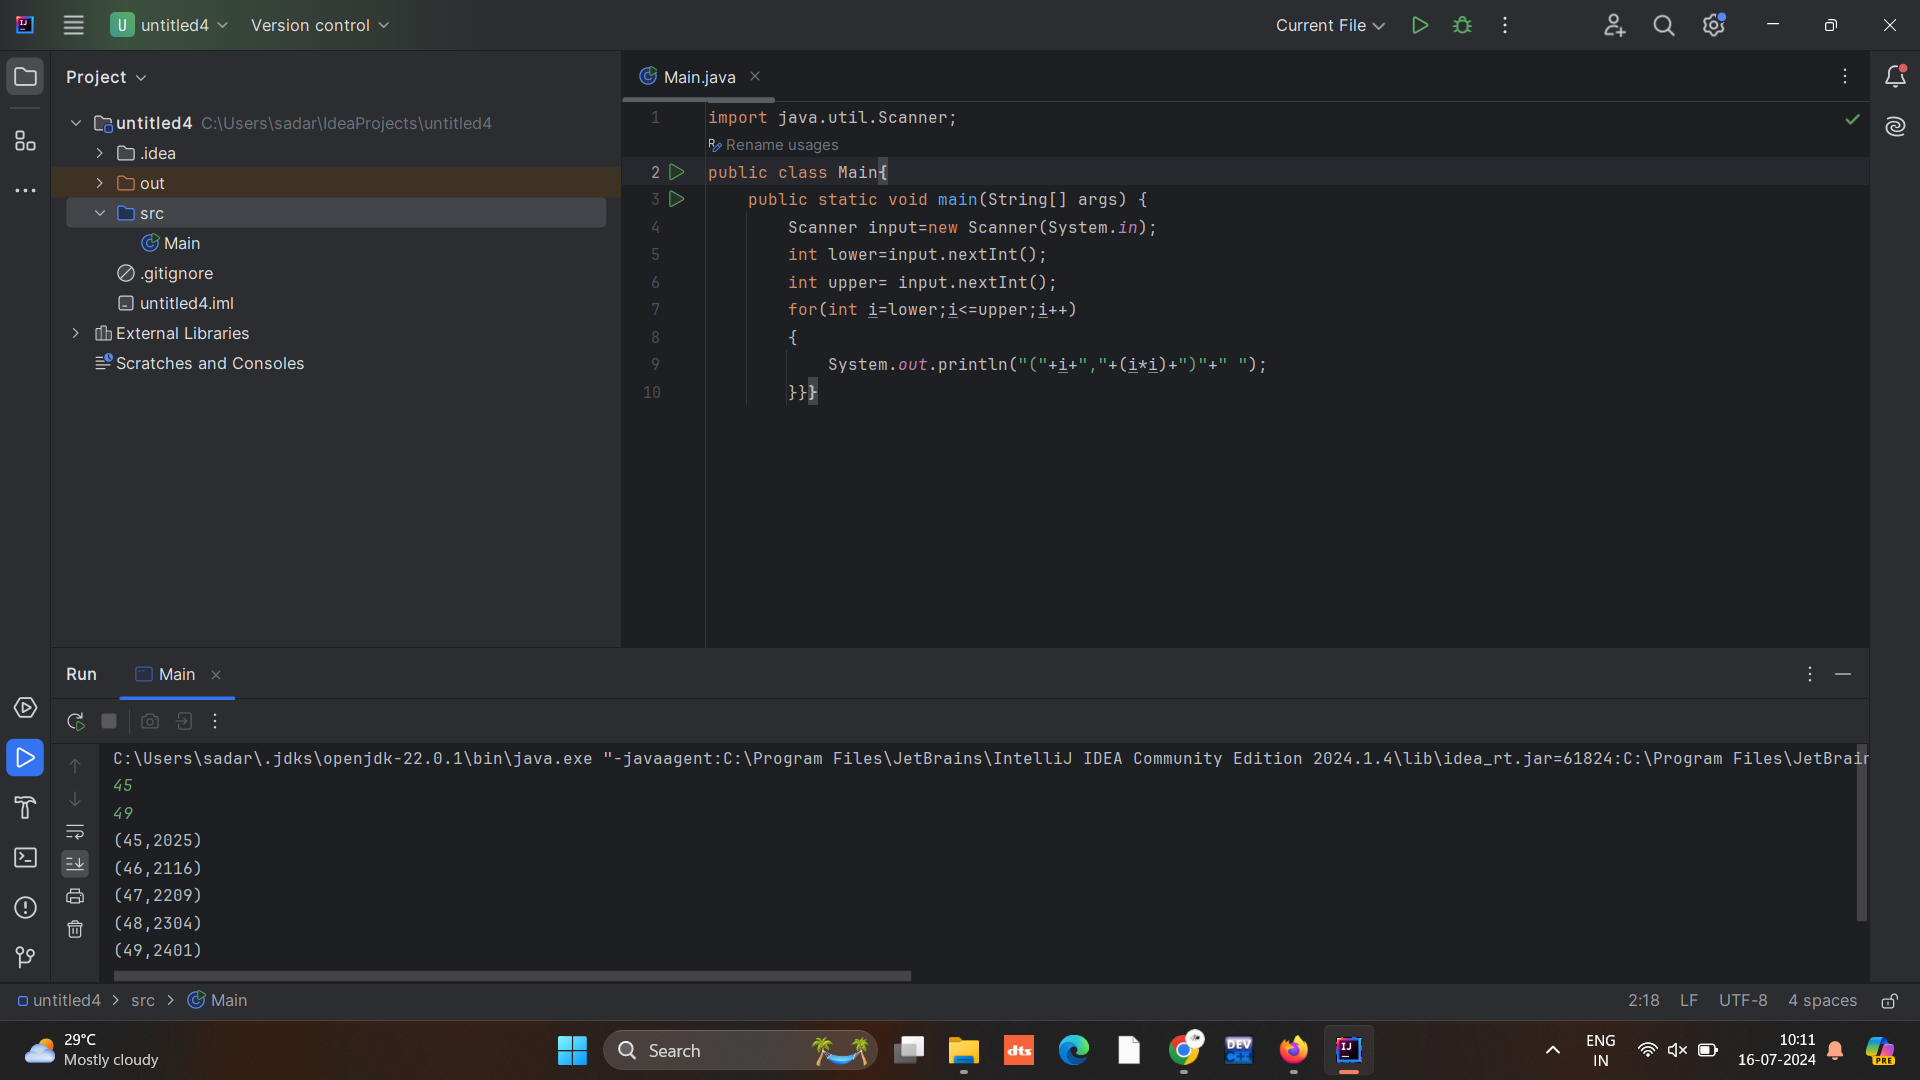 U untitled4 Version control Current File
Project
Main.java
untitled4 C:\Users\sadar\IdeaProjects\untitled4
.idea
out
src
Main
.gitignore
untitled4.iml
External Libraries
Scratches and Consoles
1 import java.util.Scanner;
Rename usages
2 public class Main{
3 public static void main(String[] args) {
4 Scanner input=new Scanner(System.in);
5 int lower=input.nextInt();
6 int upper= input.nextInt();
7 for(int i=lower;i<=upper;i++)
8 {
9 System.out.println("("+i+","+(i*i)+")"+" ");
10 }}}
Run Main
C:\Users\sadar\.jdks\openjdk-22.0.1\bin\java.exe "-javaagent:C:\Program Files\JetBrains\IntelliJ IDEA Community Edition 2024.1.4\lib\idea_rt.jar=61824:C:\Program Files\JetBrain
45
49
(45,2025)
(46,2116)
(47,2209)
(48,2304)
(49,2401)
untitled4 > src > Main 2:18 LF UTF-8 4 spaces
29°C
Mostly cloudy
Search
dts
DEV
IJ
ENG
IN
10:11
16-07-2024
PRE